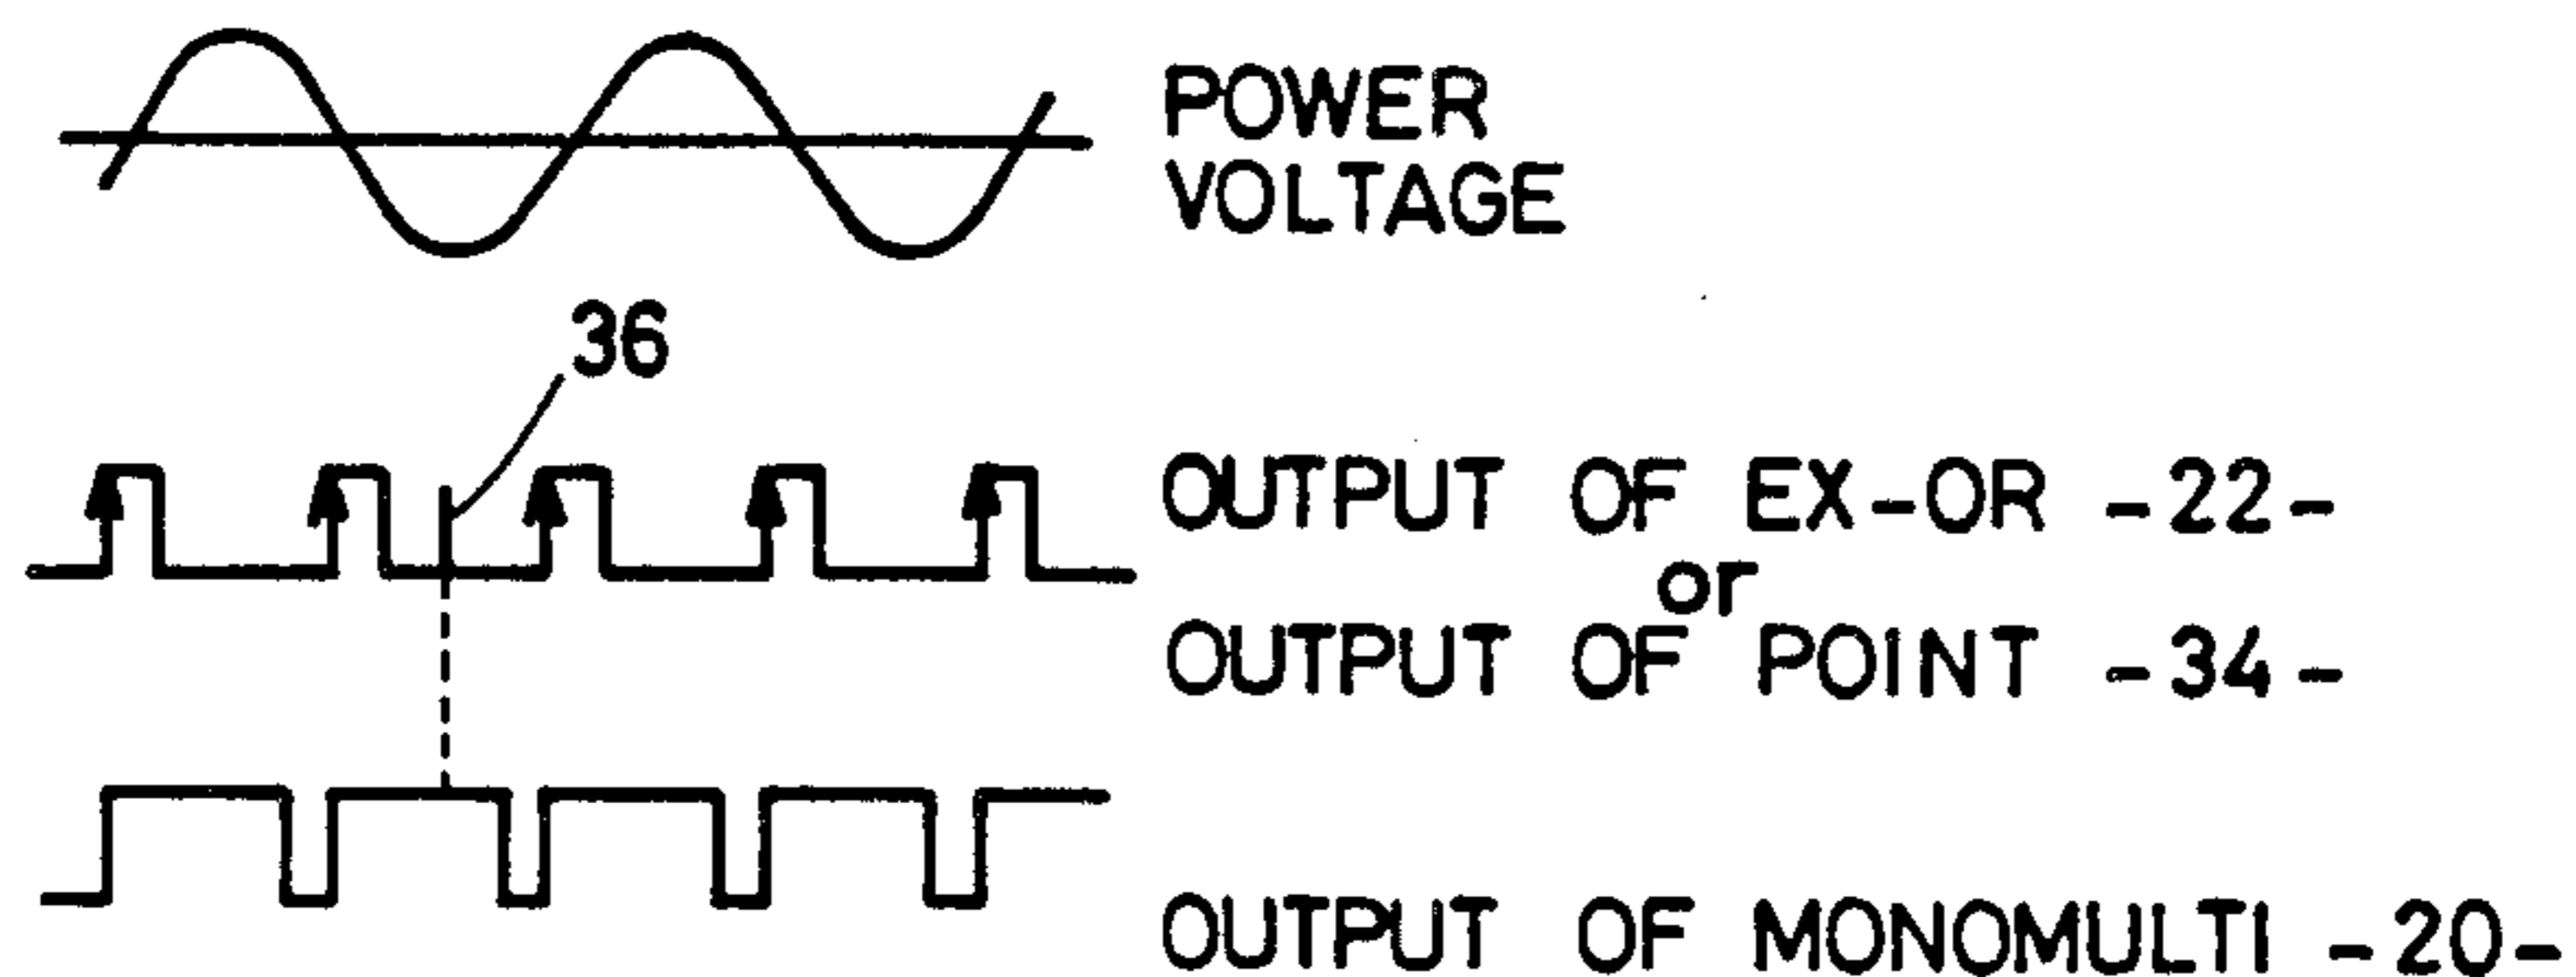 POWER
VOLTAGE
36
OUTPUT OF EX-OR -22-
or
OUTPUT OF POINT -34-
OUTPUT OF MONOMULTI -20-